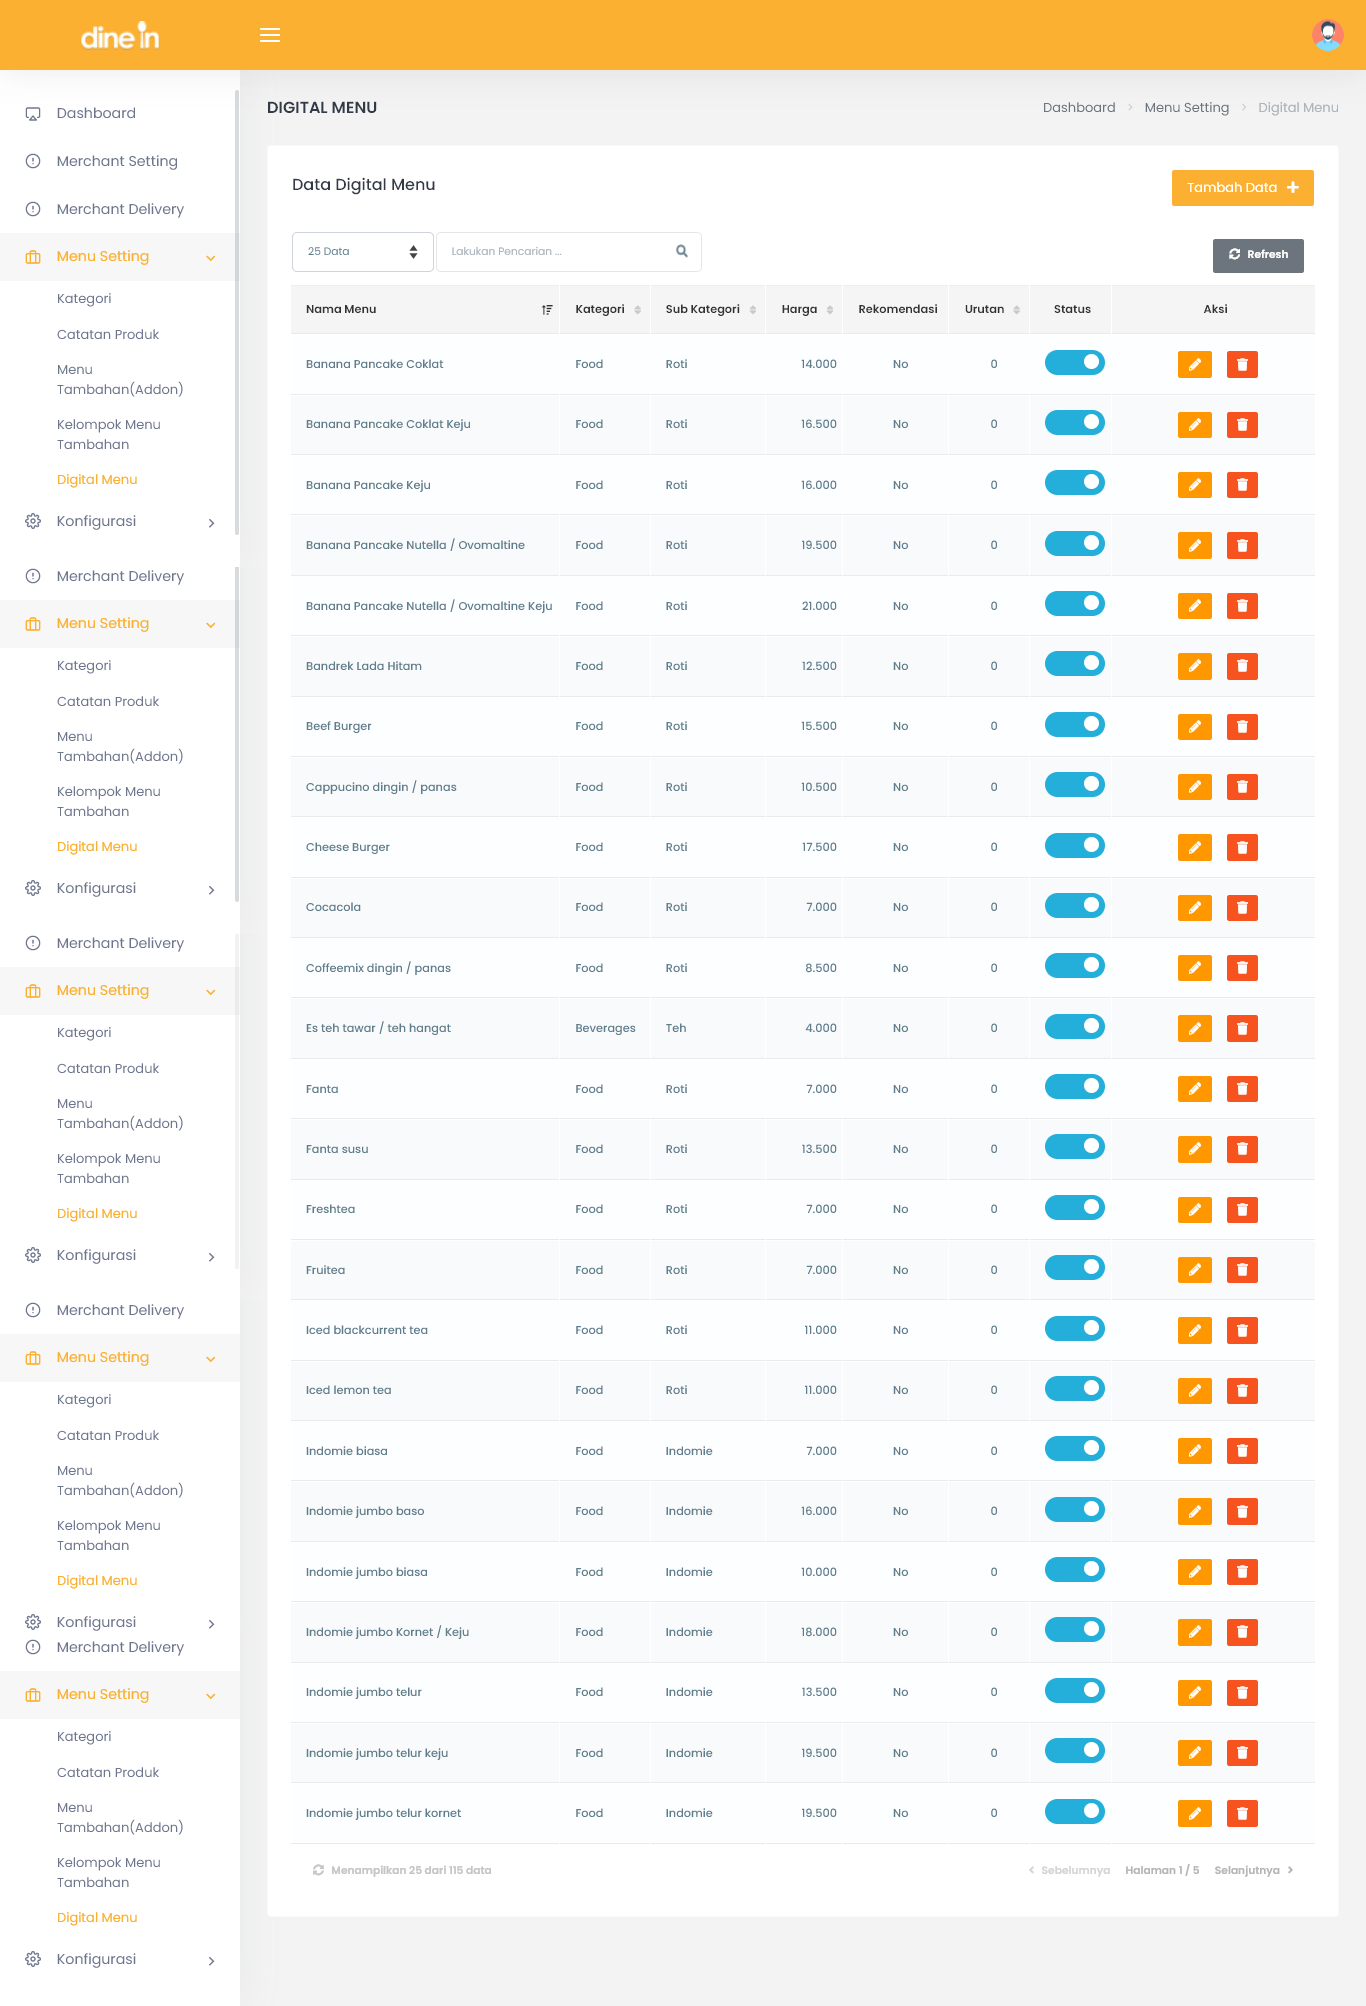 dine in
Dashboard
Merchant Setting
Merchant Delivery
Menu Setting
Kategori
Catatan Produk
Menu
Tambahan(Addon)
Kelompok Menu
Tambahan
Digital Menu
Konfigurasi
Merchant Delivery
Menu Setting
Kategori
Catatan Produk
Menu
Tambahan(Addon)
Kelompok Menu
Tambahan
Digital Menu
Konfigurasi
Merchant Delivery
Menu Setting
Kategori
Catatan Produk
Menu
Tambahan(Addon)
Kelompok Menu
Tambahan
Digital Menu
Konfigurasi
Merchant Delivery
Menu Setting
Kategori
Catatan Produk
Menu
Tambahan(Addon)
Kelompok Menu
Tambahan
Digital Menu
Konfigurasi
Merchant Delivery
Menu Setting
Kategori
Catatan Produk
Menu
Tambahan(Addon)
Kelompok Menu
Tambahan
Digital Menu
Konfigurasi
DIGITAL MENU
Dashboard > Menu Setting > Digital Menu
Data Digital Menu
Tambah Data +
25 Data
Lakukan Pencarian ...
Refresh
Nama Menu Kategori Sub Kategori Harga Rekomendasi Urutan Status Aksi
Banana Pancake Coklat Food Roti 14.000 No 0
Banana Pancake Coklat Keju Food Roti 16.500 No 0
Banana Pancake Keju Food Roti 16.000 No 0
Banana Pancake Nutella / Ovomaltine Food Roti 19.500 No 0
Banana Pancake Nutella / Ovomaltine Keju Food Roti 21.000 No 0
Bandrek Lada Hitam Food Roti 12.500 No 0
Beef Burger Food Roti 15.500 No 0
Cappucino dingin / panas Food Roti 10.500 No 0
Cheese Burger Food Roti 17.500 No 0
Cocacola Food Roti 7.000 No 0
Coffeemix dingin / panas Food Roti 8.500 No 0
Es teh tawar / teh hangat Beverages Teh 4.000 No 0
Fanta Food Roti 7.000 No 0
Fanta susu Food Roti 13.500 No 0
Freshtea Food Roti 7.000 No 0
Fruitea Food Roti 7.000 No 0
Iced blackcurrent tea Food Roti 11.000 No 0
Iced lemon tea Food Roti 11.000 No 0
Indomie biasa Food Indomie 7.000 No 0
Indomie jumbo baso Food Indomie 16.000 No 0
Indomie jumbo biasa Food Indomie 10.000 No 0
Indomie jumbo Kornet / Keju Food Indomie 18.000 No 0
Indomie jumbo telur Food Indomie 13.500 No 0
Indomie jumbo telur keju Food Indomie 19.500 No 0
Indomie jumbo telur kornet Food Indomie 19.500 No 0
Menampilkan 25 dari 115 data
< Sebelumnya Halaman 1 / 5 Selanjutnya >